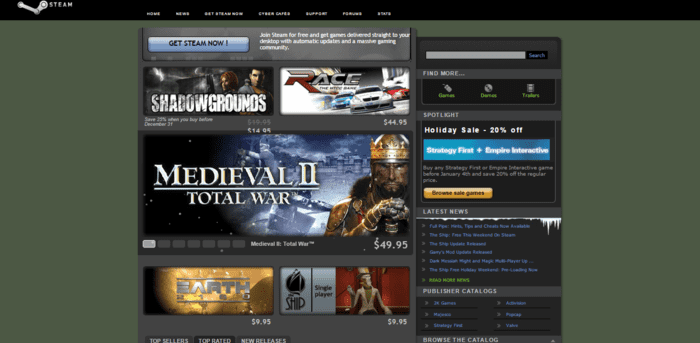 STEAM
HOME NEWS GET STEAM NOW CYBER CAFÉS SUPPORT FORUMS STATS
GET STEAM NOW !
Join Steam for free and get games delivered straight to your
desktop with automatic updates and a massive gaming
community.
SHADOWGROUNDS
Save 25% when you buy before
December 31
$19.95
$14.95
RACE
THE WTCC GAME
$44.95
MEDIEVAL II
TOTAL WAR
Medieval II: Total War™
$49.95
EARTH
2160
$9.95
THE
SHIP
Single
player
$9.95
TOP SELLERS TOP RATED NEW RELEASES
Search
FIND MORE...
Games Demos Trailers
SPOTLIGHT
Holiday Sale - 20% off
Strategy First + Empire Interactive
Buy any Strategy First or Empire Interactive game
before January 4th and save 20% off the regular
price.
Browse sale games
LATEST NEWS
Full Pipe: Hints, Tips and Cheats Now Available
The Ship: Free This Weekend On Steam
The Ship Update Released
Garry's Mod Update Released
Dark Messiah Might and Magic Multi-Player Up ...
The Ship Free Holiday Weekend: Pre-Loading Now
READ MORE NEWS
PUBLISHER CATALOGS
2K Games Activision
Mojisoles Popcap
Strategy First Valve
BROWSE THE CATALOG